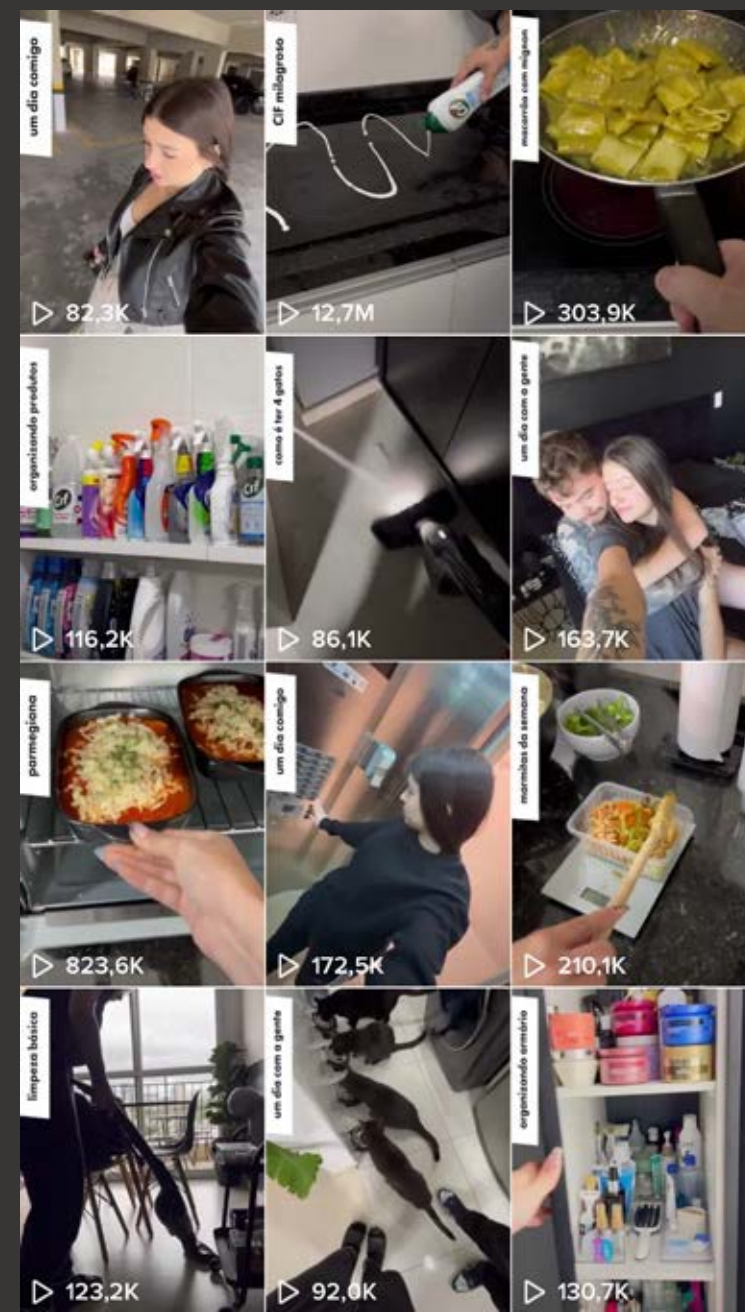 um dia comigo
82,3K
CIF milagroso
12,7M
macarrão com mignon
303,9K
organizando produtos
Cif
cif
116,2K
como é ter 4 gatos
86,1K
um dia com a gente
163,7K
parmegiana
823,6K
um dia comigo
172,5K
marmitas da semana
210,1K
limpeza básica
123,2K
um dia com a gente
92,0K
organizando armário
130,7K